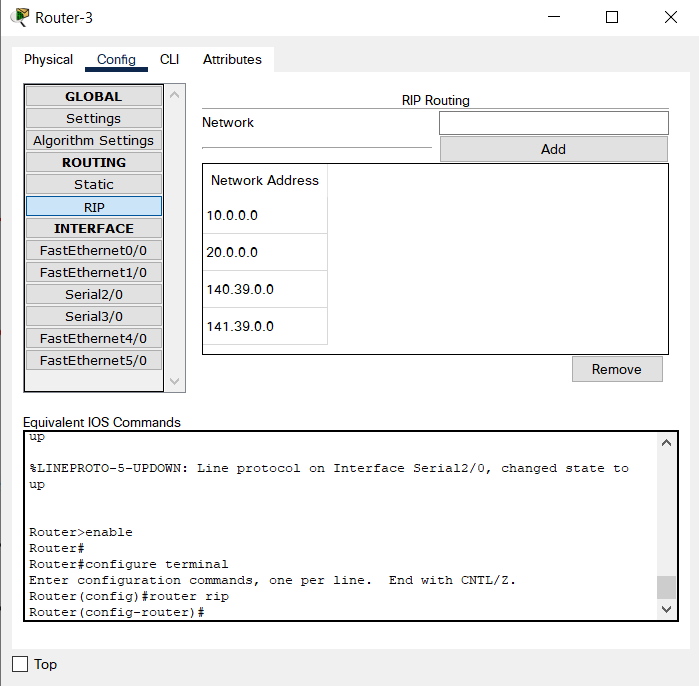 Router-3
Physical Config CLI Attributes
GLOBAL
Settings
Algorithm Settings
ROUTING
Static
RIP
INTERFACE
FastEthernet0/0
FastEthernet1/0
Serial2/0
Serial3/0
FastEthernet4/0
FastEthernet5/0
RIP Routing
Network
Add
Network Address
10.0.0.0
20.0.0.0
140.39.0.0
141.39.0.0
Remove
Equivalent IOS Commands
up
%LINEPROTO-5-UPDOWN: Line protocol on Interface Serial2/0, changed state to
up
Router>enable
Router#
Router#configure terminal
Enter configuration commands, one per line.  End with CNTL/Z.
Router(config)#router rip
Router(config-router)#
Top